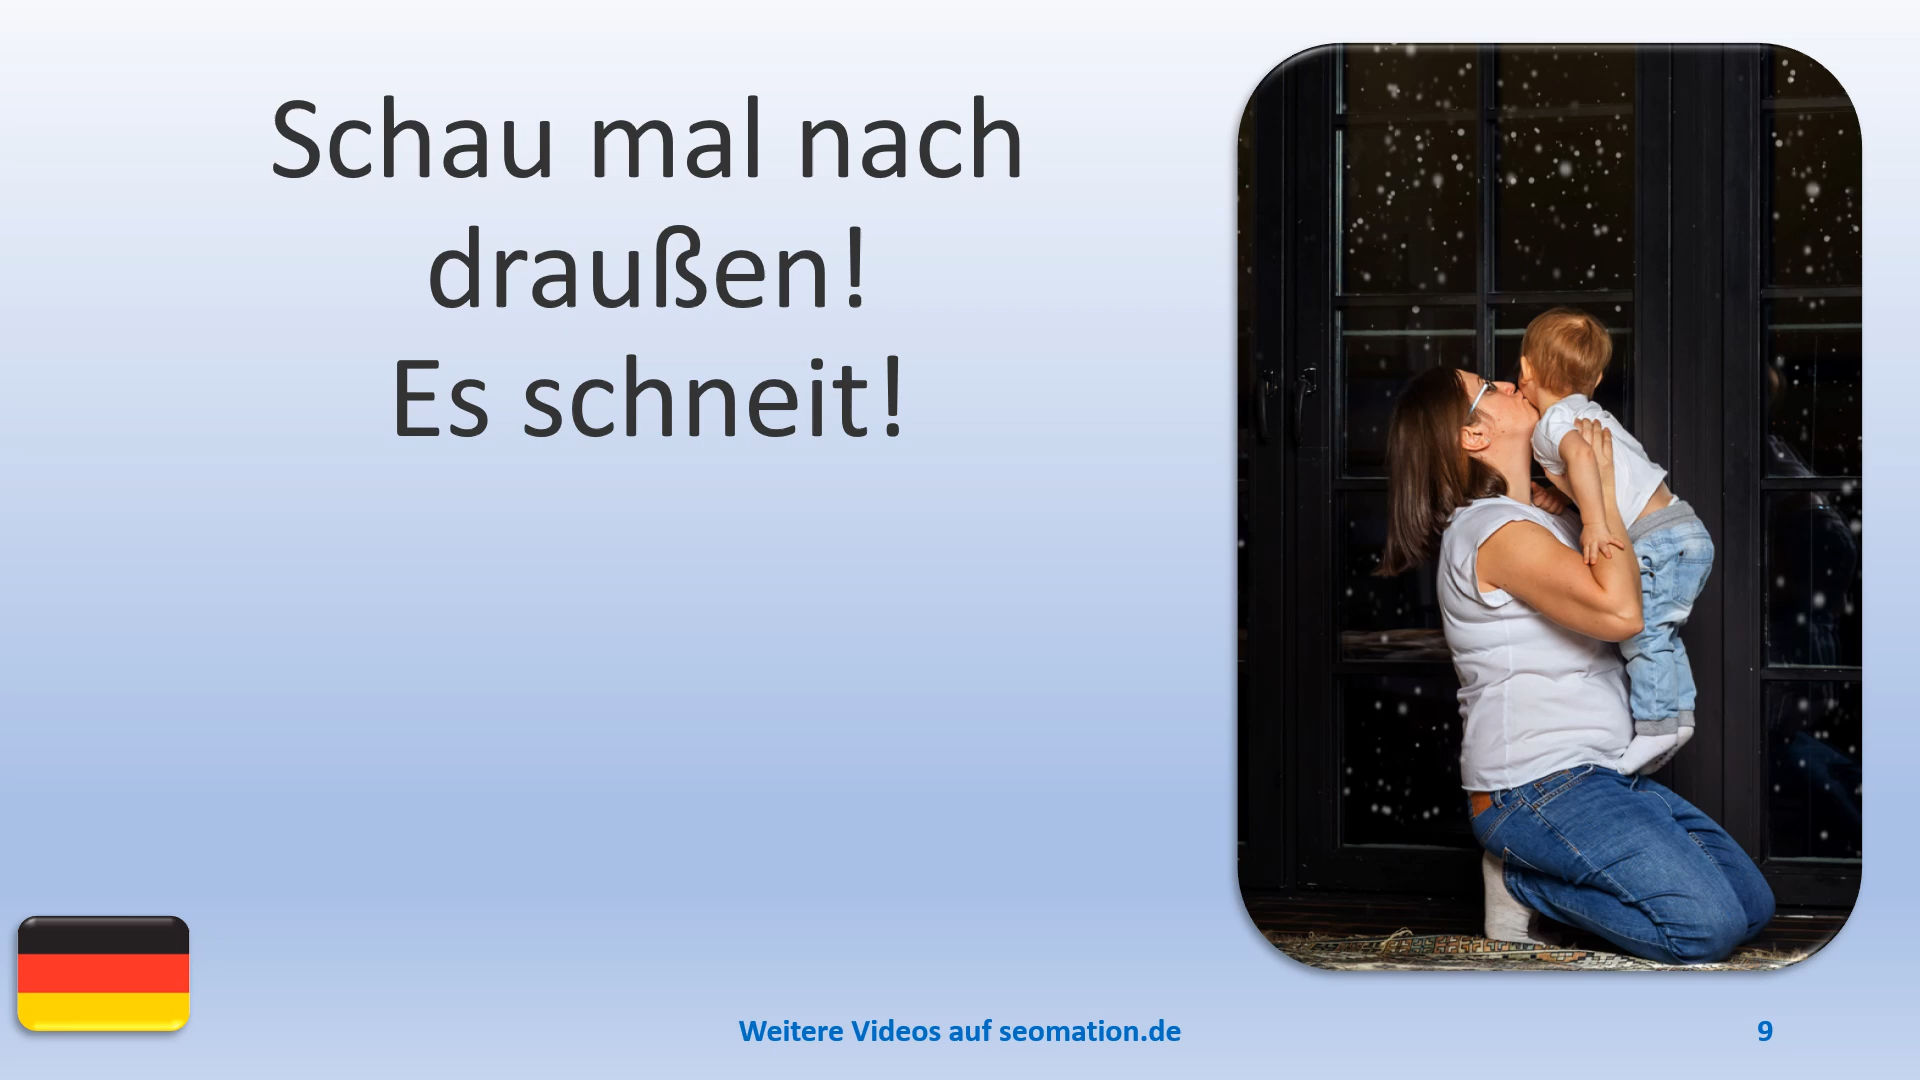 Schau mal nach
draußen!
Es schneit!
Weitere Videos auf seomation.de
9